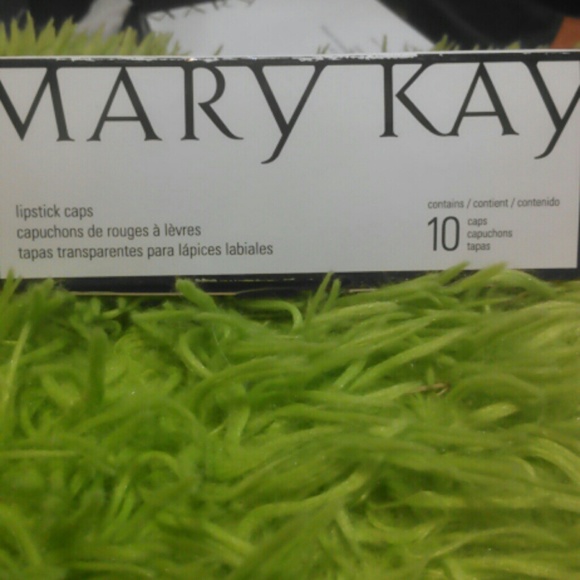 MARY
MARY KAY
lipstick caps
capuchons de rouges à lèvres
tapas transparentes para lápices labiales
contains / contient / contenido
10 caps
capuchons
tapas